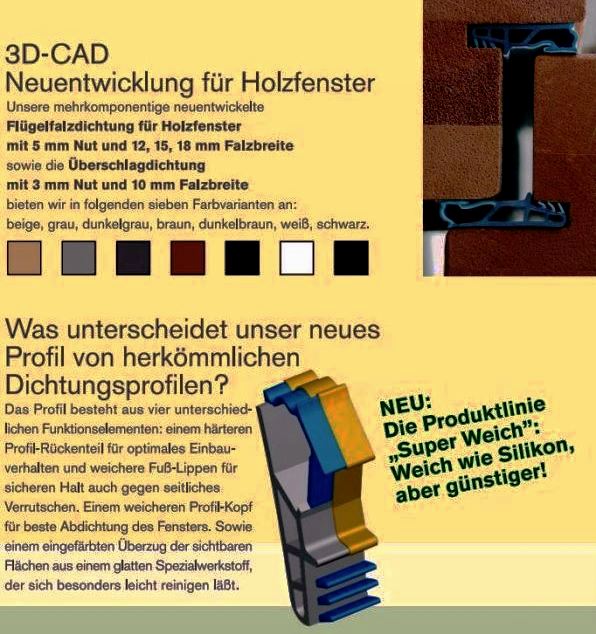 3D-CAD
Neuentwicklung für Holzfenster
Unsere mehrkomponentige neuentwickelte
Flügelfalzdichtung für Holzfenster
mit 5 mm Nut und 12, 15, 18 mm Falzbreite
sowie die Überschlagdichtung
mit 3 mm Nut und 10 mm Falzbreite
bieten wir in folgenden sieben Farbvarianten an:
beige, grau, dunkelgrau, braun, dunkelbraun, weiß, schwarz.
Was unterscheidet unser neues
Profil von herkömmlichen
Dichtungsprofilen?
Das Profil besteht aus vier unterschied-
lichen Funktionselementen: einem härteren
Profil-Rückenteil für optimales Einbau-
verhalten und weichere Fuß-Lippen für
sicheren Halt auch gegen seitliches
Verrutschen. Einem weicheren Profil-Kopf
für beste Abdichtung des Fensters. Sowie
einem eingefärbten Überzug der sichtbaren
Flächen aus einem glatten Spezialwerkstoff,
der sich besonders leicht reinigen läßt.
NEU:
Die Produktlinie
„Super Weich”:
Weich wie Silikon,
aber günstiger!